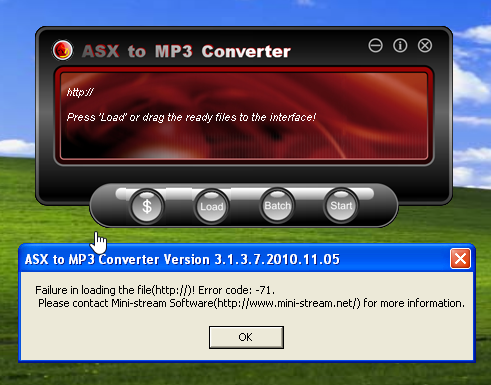 ASX to MP3 Converter
http://
Press 'Load' or drag the ready files to the interface!
$ Load Batch Start
ASX to MP3 Converter Version 3.1.3.7.2010.11.05
Failure in loading the file(http://)! Error code: -71.
Please contact Mini-stream Software(http://www.mini-stream.net/) for more information.
OK